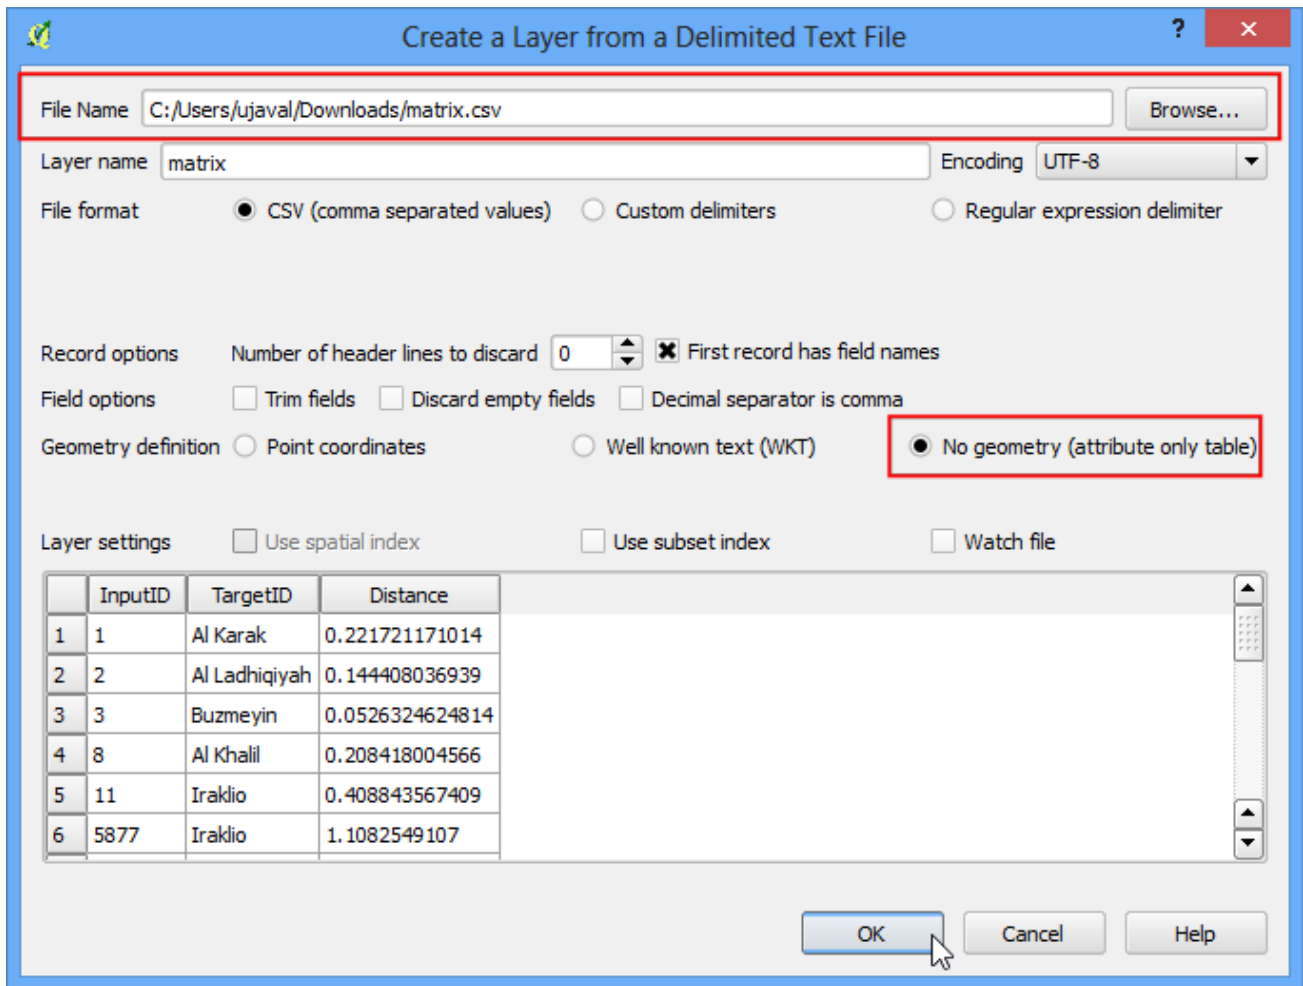 Create a Layer from a Delimited Text File ?
File Name C:/Users/ujaval/Downloads/matrix.csv Browse...
Layer name matrix Encoding UTF-8
File format CSV (comma separated values) Custom delimiters Regular expression delimiter
Record options Number of header lines to discard 0 First record has field names
Field options Trim fields Discard empty fields Decimal separator is comma
Geometry definition Point coordinates Well known text (WKT) No geometry (attribute only table)
Layer settings Use spatial index Use subset index Watch file
InputID TargetID Distance
1 1 Al Karak 0.221721171014
2 2 Al Ladhiqiyah 0.144408036939
3 3 Buzmeyin 0.0526324624814
4 8 Al Khalil 0.208418004566
5 11 Iraklio 0.408843567409
6 5877 Iraklio 1.1082549107
OK Cancel Help